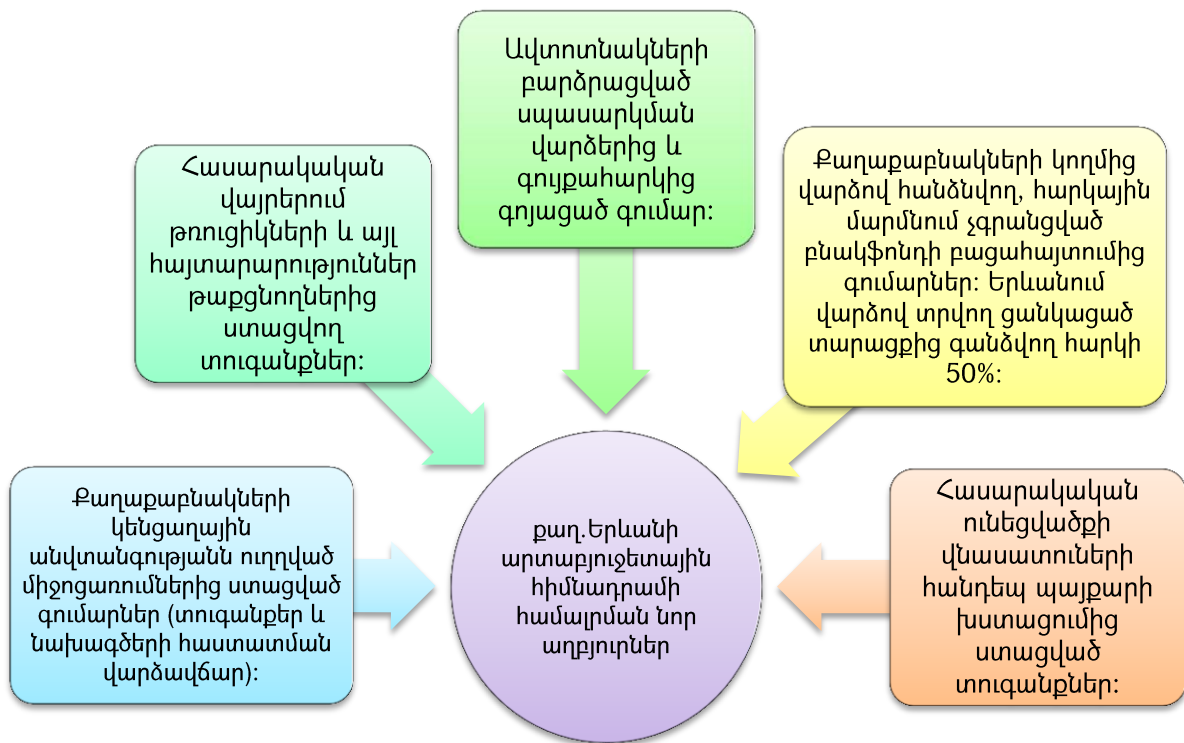 Ավտոտնակների
բարձրացված
սպասարկման
վարձերից և
գույքահարկից
գոյացած գումար:
Հասարակական
վայրերում
թռուցիկների և այլ
հայտարարություններ
թաքցնողներից
ստացվող
տուգանքներ:
Քաղաքաբնակների կողմից
վարձով հանձնվող, հարկային
մարմնում չգրանցված
բնակֆոնդի բացահայտումից
գումարներ: Երևանում
վարձով տրվող ցանկացած
տարացքից գանձվող հարկի
50%:
Քաղաքաբնակների
կենցաղային
անվտանգությանն ուղղված
միջոցառումներից ստացված
գումարներ (տուգանքեր և
նախագծերի հաստատման
վարձավճար):
քաղ.Երևանի
արտաբյուջետային
հիմնադրամի
համալրման նոր
աղբյուրներ
Հասարակական
ունեցվածքի
վնասատուների
հանդեպ պայքարի
խստացումից
ստացված
տուգանքներ: